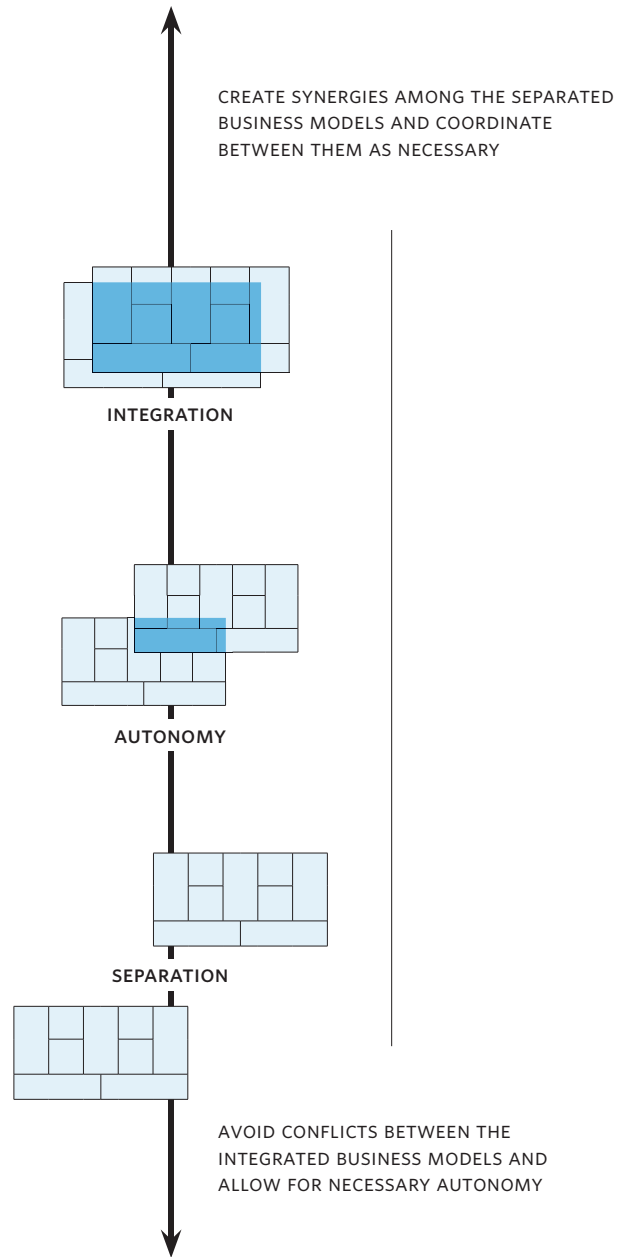 CREATE SYNERGIES AMONG THE SEPARATED
BUSINESS MODELS AND COORDINATE
BETWEEN THEM AS NECESSARY
INTEGRATION
AUTONOMY
SEPARATION
AVOID CONFLICTS BETWEEN THE
INTEGRATED BUSINESS MODELS AND
ALLOW FOR NECESSARY AUTONOMY